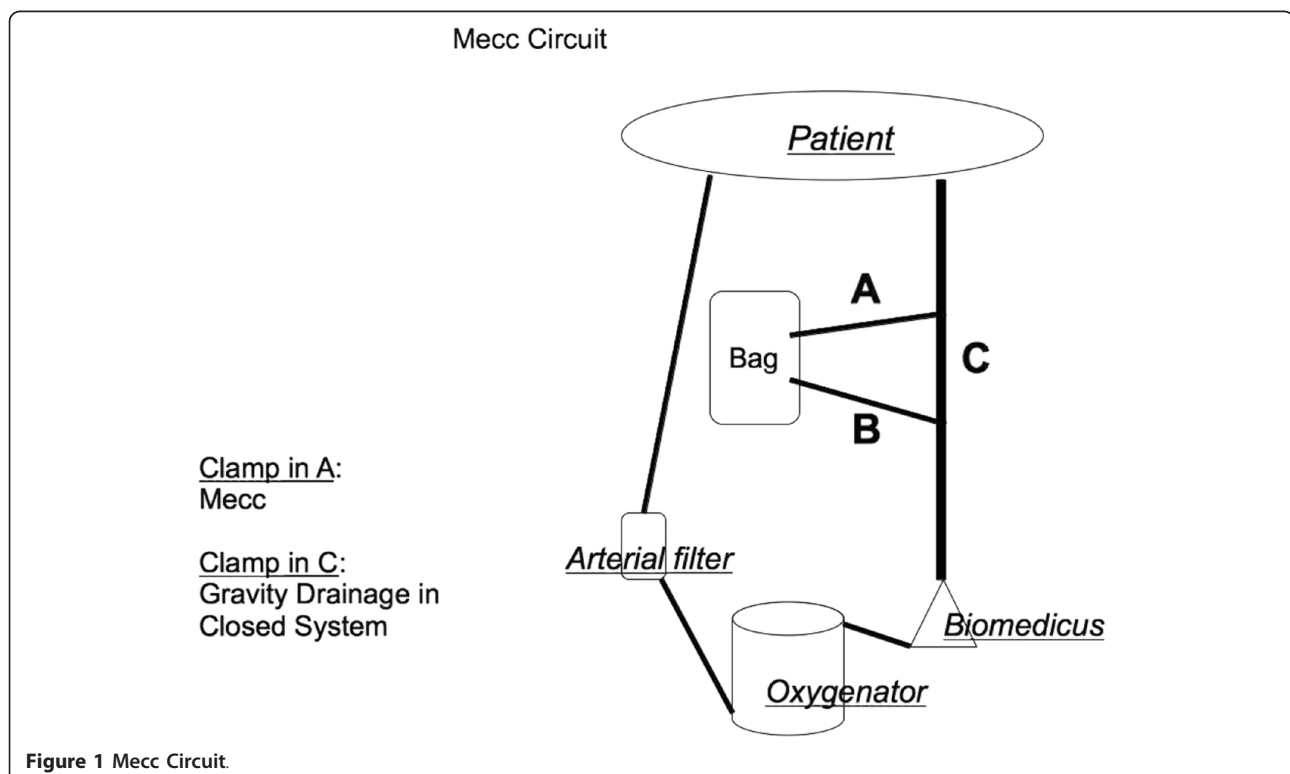 Mecc Circuit
Patient
A
Bag
C
B
Clamp in A:
Mecc
Clamp in C:
Gravity Drainage in
Closed System
Arterial filter
Biomedicus
Oxygenator
Figure 1 Mecc Circuit.